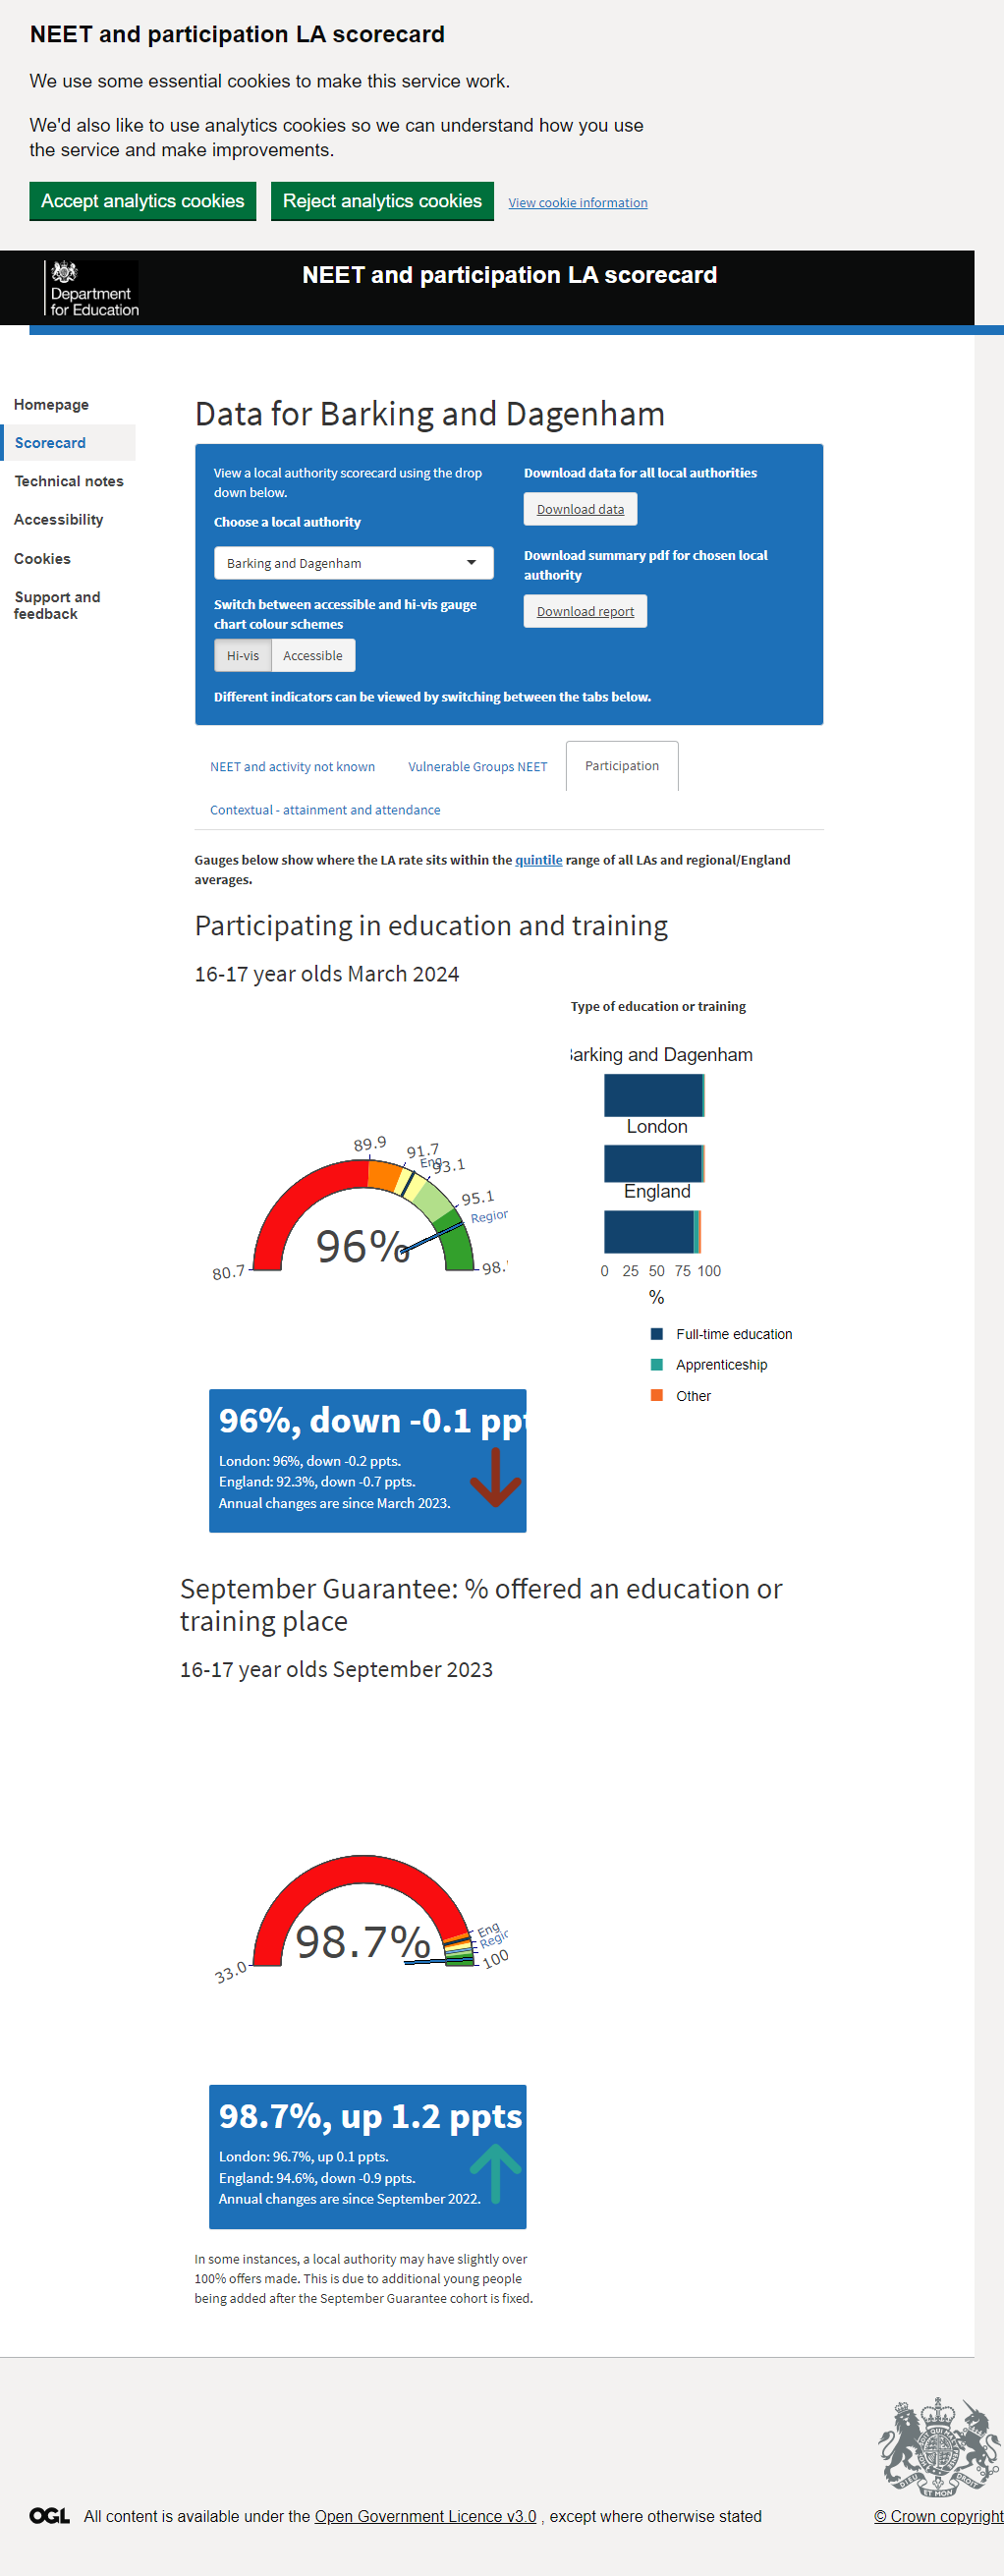 NEET and participation LA scorecard
We use some essential cookies to make this service work.
We'd also like to use analytics cookies so we can understand how you use
the service and make improvements.
Accept analytics cookies
Reject analytics cookies
View cookie information
Department
for Education
NEET and participation LA scorecard
Homepage
Scorecard
Technical notes
Accessibility
Cookies
Support and
feedback
Data for Barking and Dagenham
View a local authority scorecard using the drop
down below.
Choose a local authority
Barking and Dagenham
Switch between accessible and hi-vis gauge
chart colour schemes
Hi-vis
Accessible
Download data for all local authorities
Download data
Download summary pdf for chosen local
authority
Download report
Different indicators can be viewed by switching between the tabs below.
NEET and activity not known
Vulnerable Groups NEET
Participation
Contextual - attainment and attendance
Gauges below show where the LA rate sits within the quintile range of all LAs and regional/England
averages.
Participating in education and training
16-17 year olds March 2024
80.7
89.9
91.7
Eng
93.1
95.1
Region
98.
96%
Type of education or training
arking and Dagenham
London
England
0 25 50 75 100
%
Full-time education
Apprenticeship
Other
96%, down -0.1 ppt
London: 96%, down -0.2 ppts.
England: 92.3%, down -0.7 ppts.
Annual changes are since March 2023.
September Guarantee: % offered an education or
training place
16-17 year olds September 2023
33.0
98.7%
Eng
Regio
100
98.7%, up 1.2 ppts
London: 96.7%, up 0.1 ppts.
England: 94.6%, down -0.9 ppts.
Annual changes are since September 2022.
In some instances, a local authority may have slightly over
100% offers made. This is due to additional young people
being added after the September Guarantee cohort is fixed.
OGL All content is available under the Open Government Licence v3.0 , except where otherwise stated
© Crown copyright